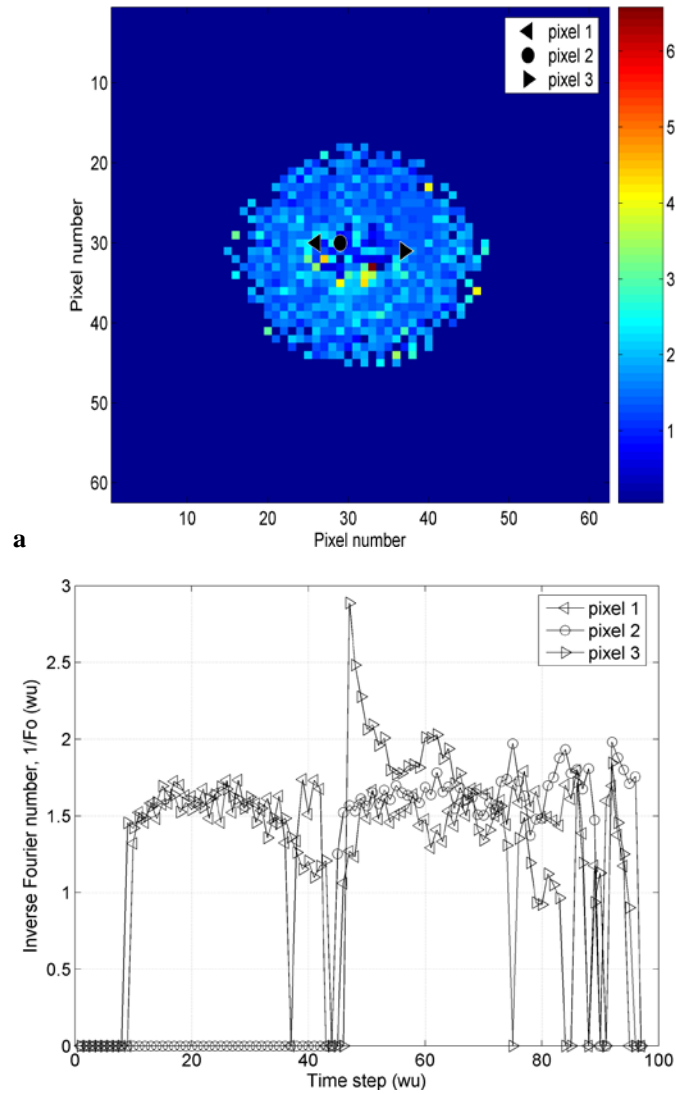 pixel 1
pixel 2
pixel 3
6
5
4
3
2
1
10
20
30
40
50
60
Pixel number
10 20 30 40 50 60
Pixel number
a
3
2.5
2
1.5
1
0.5
0
Inverse Fourier number, 1/Fo (wu)
pixel 1
pixel 2
pixel 3
0 20 40 60 80 100
Time step (wu)